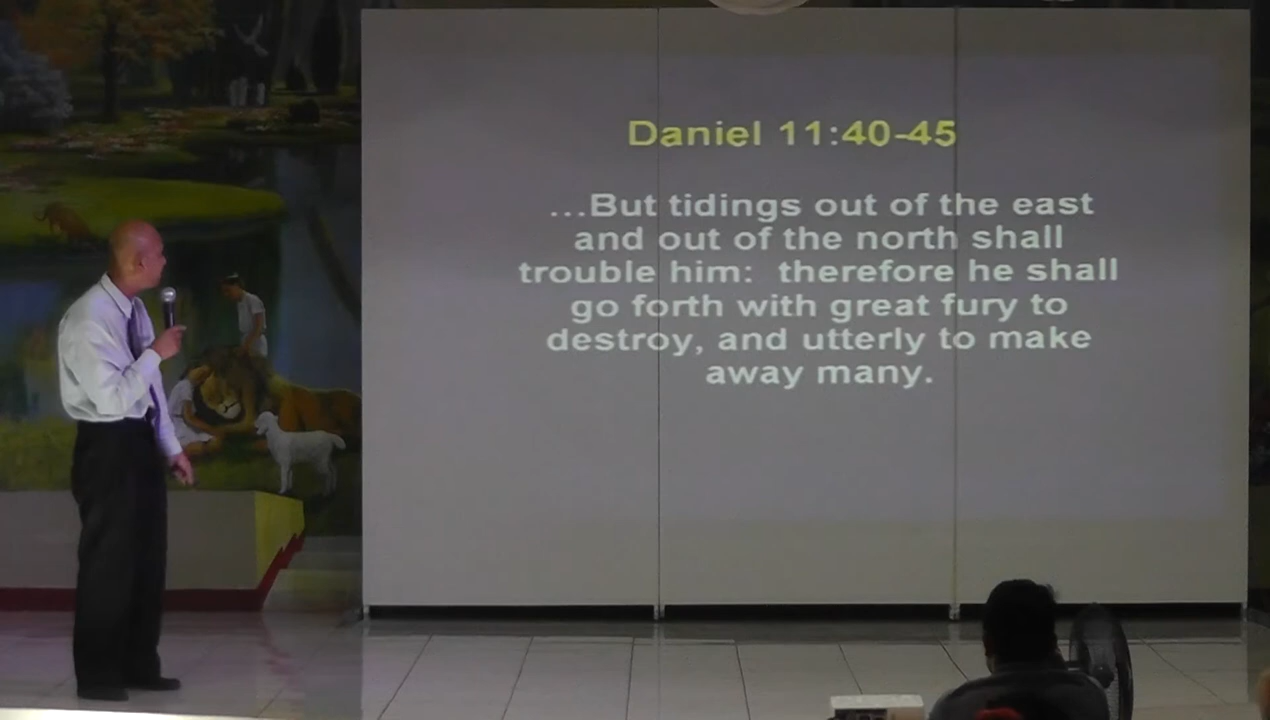 Daniel 11:40-45
...But tidings out of the east
and out of the north shall
trouble him:  therefore he shall
go forth with great fury to
destroy, and utterly to make
away many.